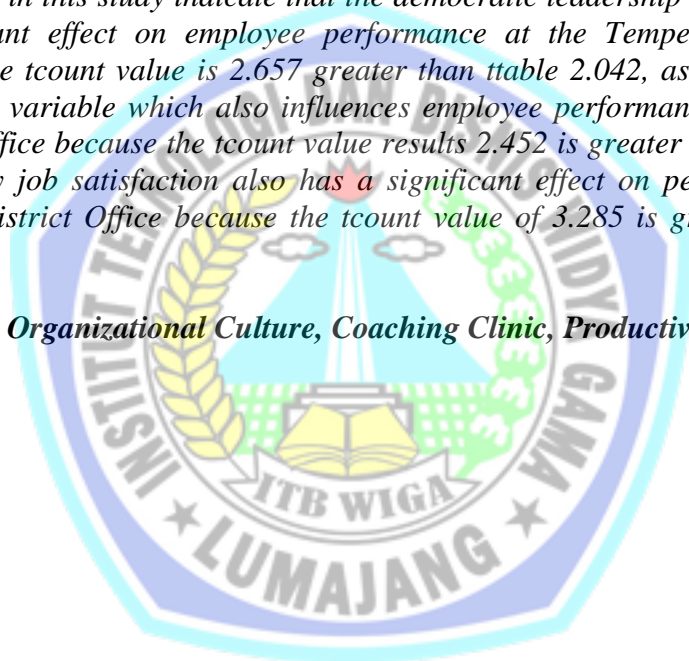 in this study indicate that the democratic leadership
ant effect on employee performance at the Tempe
e tcount value is 2.657 greater than ttable 2.042, as
variable which also influences employee performan
ffice because the tcount value results 2.452 is greater
y job satisfaction also has a significant effect on pe
istrict Office because the tcount value of 3.285 is g
Organizational Culture, Coaching Clinic, Productiv
INSTITUT TEKNOLOGI DAN BISNIS WIDYA GAMA
ITB WIGA
LUMAJANG